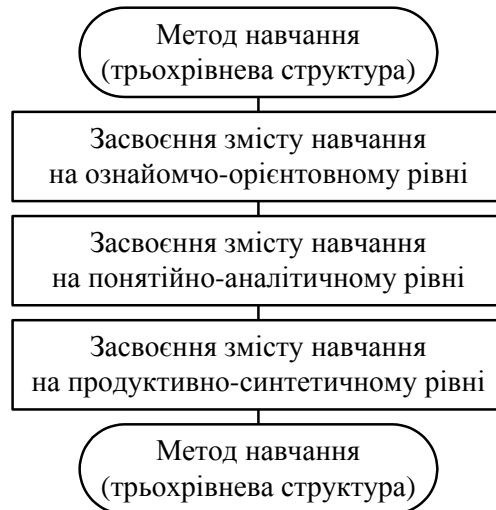 Метод навчання
(трьохрівнева структура)
Засвоєння змісту навчання
на ознайомчо-орієнтовному рівні
Засвоєння змісту навчання
на понятійно-аналітичному рівні
Засвоєння змісту навчання
на продуктивно-синтетичному рівні
Метод навчання
(трьохрівнева структура)